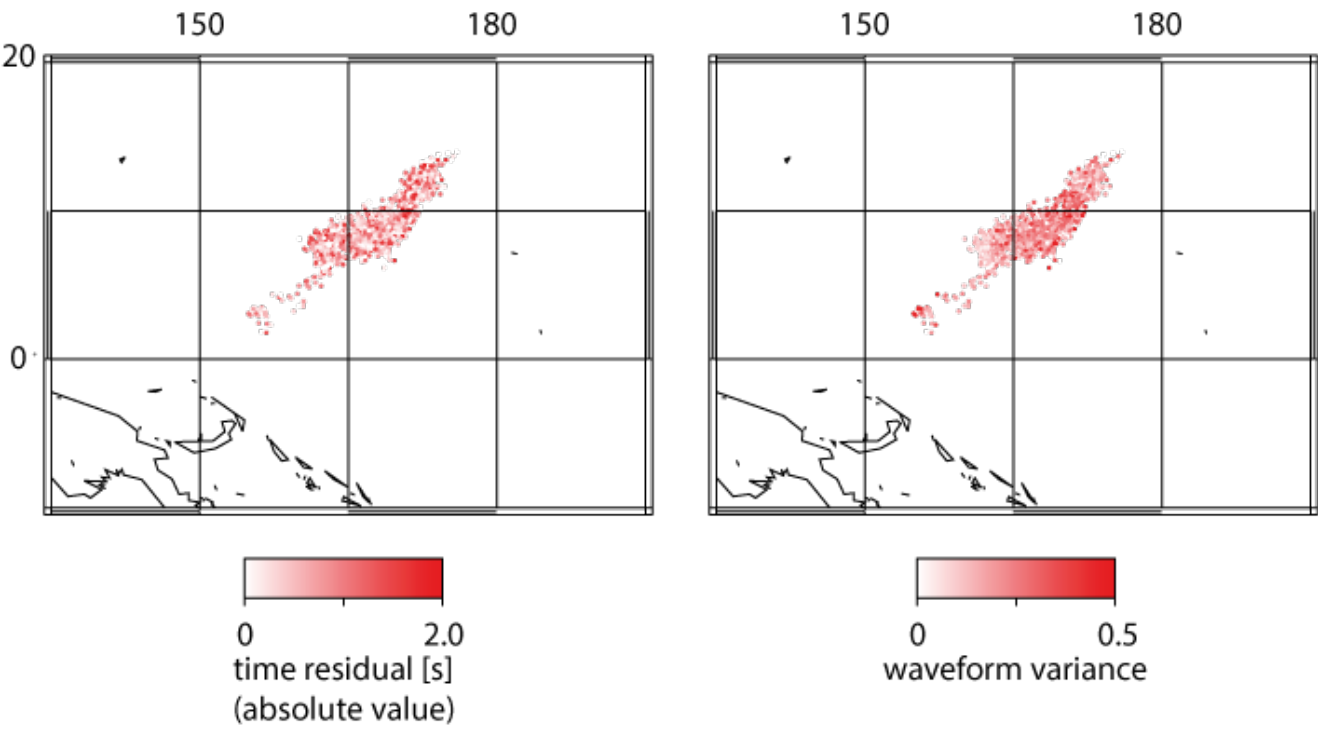 150 180 150 180
20
0
0 2.0 0 0.5
time residual [s] waveform variance
(absolute value)